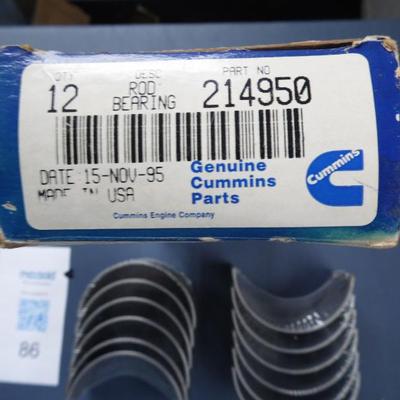 QTY DESC PART NO
12 ROD BEARING 214950
DATE:15-NOV-95
MADE IN USA
Genuine
Cummins
Parts
Cummins
Cummins Engine Company
86